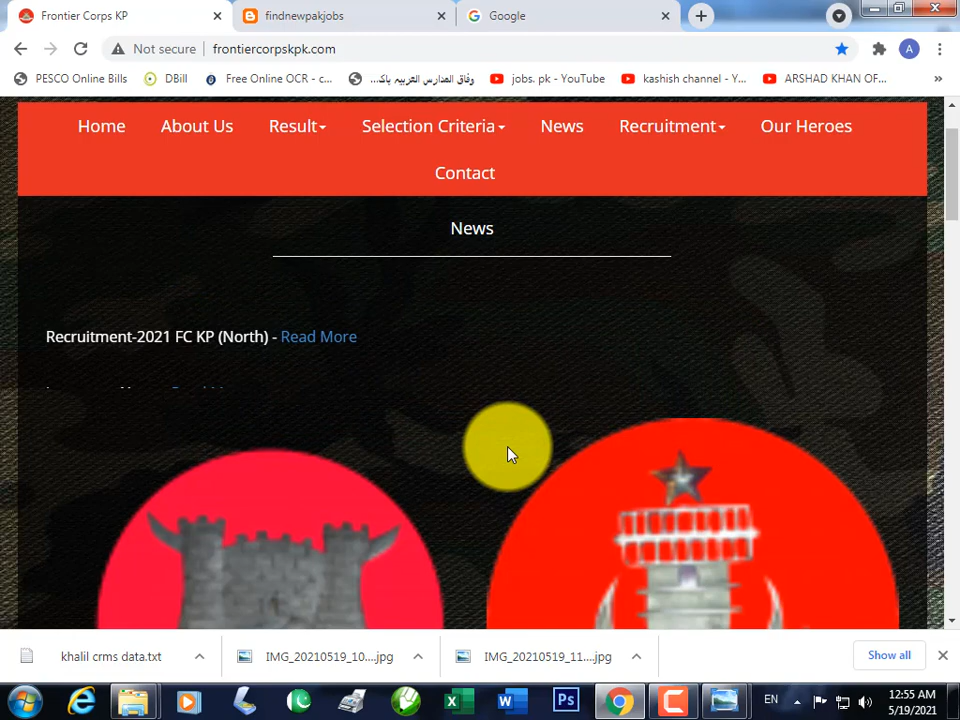 Frontier Corps KP
findnewpakjobs
Google
Not secure
frontiercorpskpk.com
A
PESCO Online Bills
DBill
Free Online OCR - c...
وفاق المدارس العربيہ پاکـ...
jobs. pk - YouTube
kashish channel - Y...
ARSHAD KHAN OF...
»
Home
About Us
Result
Selection Criteria
News
Recruitment
Our Heroes
Contact
News
Recruitment-2021 FC KP (North) - Read More
khalil crms data.txt
IMG_20210519_10....jpg
IMG_20210519_11....jpg
Show all
W
Ps
EN
12:55 AM
5/19/2021